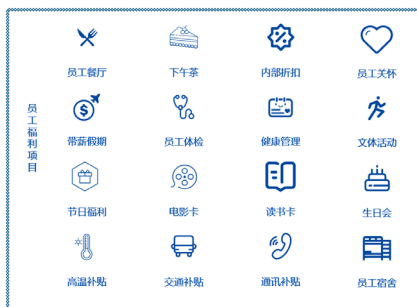 员工福利项目
员工餐厅
下午茶
内部折扣
员工关怀
带薪假期
员工体检
健康管理
文体活动
节日福利
电影卡
读书卡
生日会
高温补贴
交通补贴
通讯补贴
员工宿舍